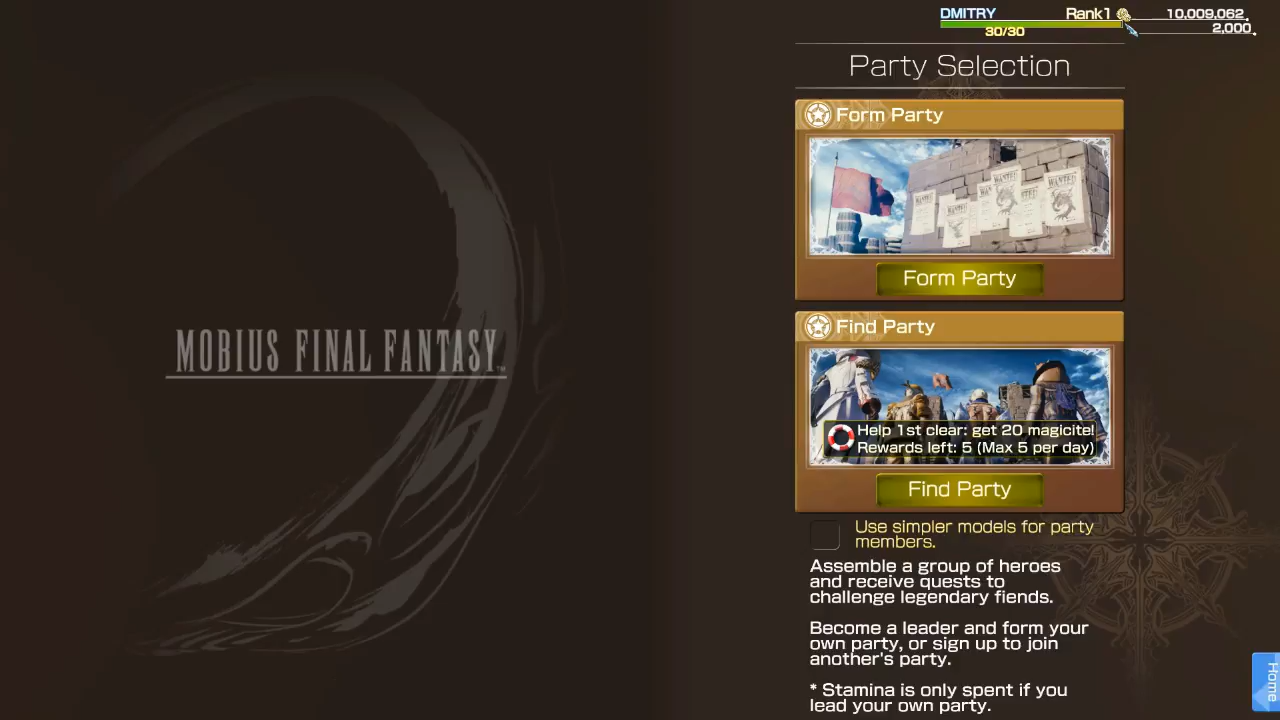 DMITRY Rank1 10,009,062
30/30 2,000
Party Selection
Form Party
WANTED
WANTED
WANTED
Form Party
Find Party
Help 1st clear: get 20 magicite!
Rewards left: 5 (Max 5 per day)
Find Party
Use simpler models for party
members.
Assemble a group of heroes
and receive quests to
challenge legendary fiends.
Become a leader and form your
own party, or sign up to join
another's party.
* Stamina is only spent if you
lead your own party.
MOBIUS FINAL FANTASY
Home